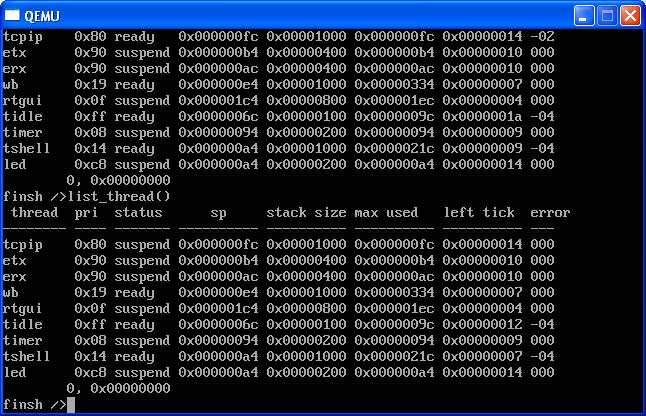 QEMU
tcpip    0x80 ready   0x000000fc 0x00001000 0x000000fc 0x00000014 -02
etx      0x90 suspend 0x000000b4 0x00000400 0x000000b4 0x00000010 000
erx      0x90 suspend 0x000000ac 0x00000400 0x000000ac 0x00000010 000
wb       0x19 ready   0x000000e4 0x00001000 0x00000334 0x00000007 000
rtgui    0x0f suspend 0x000001c4 0x00000800 0x000001ec 0x00000004 000
tidle    0xff ready   0x0000006c 0x00000100 0x0000009c 0x0000001a -04
timer    0x08 suspend 0x00000094 0x00000200 0x00000094 0x00000009 000
tshell   0x14 ready   0x000000a4 0x00001000 0x0000021c 0x00000009 -04
led      0xc8 suspend 0x000000a4 0x00000200 0x000000a4 0x00000014 000
        0, 0x00000000
finsh />list_thread()
 thread  pri  status      sp     stack size max used   left tick  error
-------- ---- ------- ---------- ---------- ---------- ---------- ---
tcpip    0x80 suspend 0x000000fc 0x00001000 0x000000fc 0x00000014 000
etx      0x90 suspend 0x000000b4 0x00000400 0x000000b4 0x00000010 000
erx      0x90 suspend 0x000000ac 0x00000400 0x000000ac 0x00000010 000
wb       0x19 ready   0x000000e4 0x00001000 0x00000334 0x00000007 000
rtgui    0x0f suspend 0x000001c4 0x00000800 0x000001ec 0x00000004 000
tidle    0xff ready   0x0000006c 0x00000100 0x0000009c 0x00000012 -04
timer    0x08 suspend 0x00000094 0x00000200 0x00000094 0x00000009 000
tshell   0x14 ready   0x000000a4 0x00001000 0x0000021c 0x00000007 -04
led      0xc8 suspend 0x000000a4 0x00000200 0x000000a4 0x00000014 000
        0, 0x00000000
finsh />